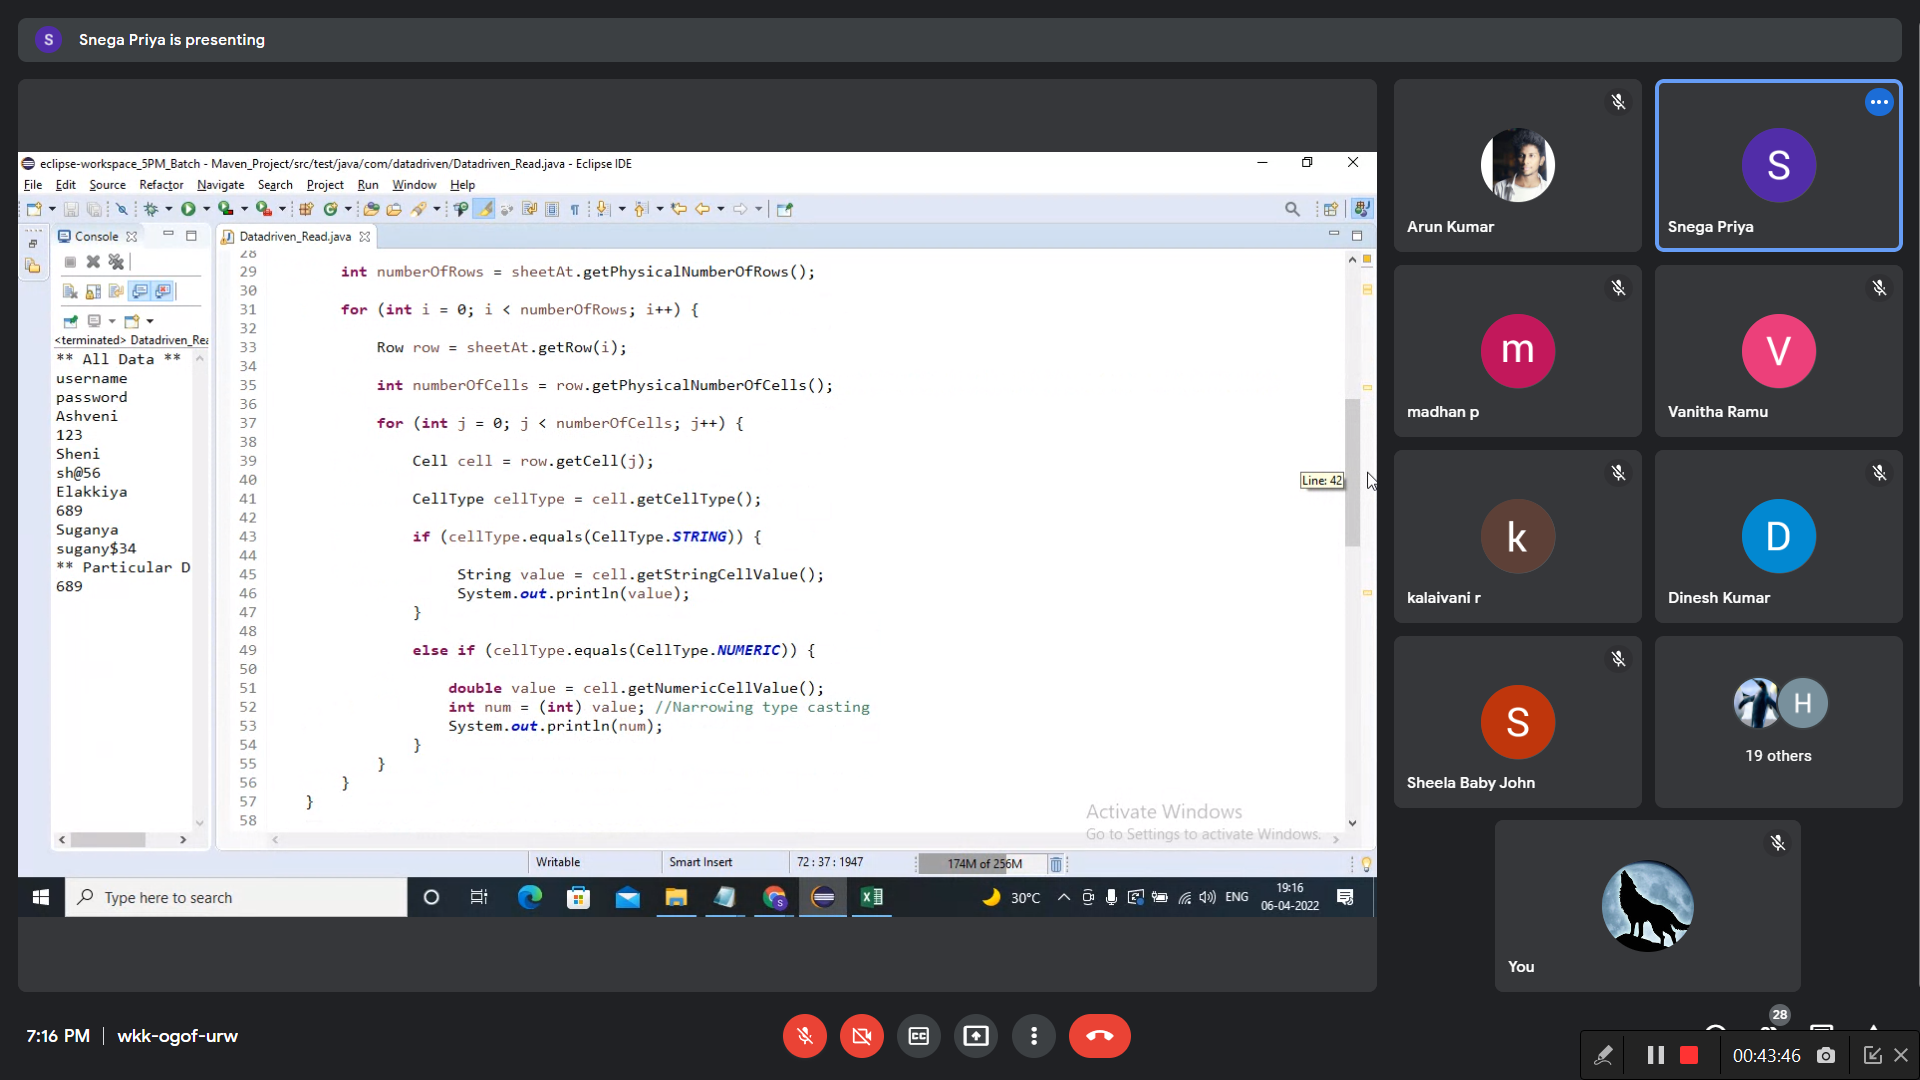 S Snega Priya is presenting
eclipse-workspace_5PM_Batch - Maven_Project/src/test/java/com/datadriven/Datadriven_Read.java - Eclipse IDE
File Edit Source Refactor Navigate Search Project Run Window Help
Console
Datadriven_Read.java
<terminated> Datadriven_Rea
** All Data **
username
password
Ashveni
123
Sheni
sh@56
Elakkiya
689
Suganya
sugany$34
** Particular D
689
28
29 int numberOfRows = sheetAt.getPhysicalNumberOfRows();
30
31 for (int i = 0; i < numberOfRows; i++) {
32
33 Row row = sheetAt.getRow(i);
34
35 int numberOfCells = row.getPhysicalNumberOfCells();
36
37 for (int j = 0; j < numberOfCells; j++) {
38
39 Cell cell = row.getCell(j);
40
41 CellType cellType = cell.getCellType();
42
43 if (cellType.equals(CellType.STRING)) {
44
45 String value = cell.getStringCellValue();
46 System.out.println(value);
47 }
48
49 else if (cellType.equals(CellType.NUMERIC)) {
50
51 double value = cell.getNumericCellValue();
52 int num = (int) value; //Narrowing type casting
53 System.out.println(num);
54 }
55 }
56 }
57 }
58
Line: 42
Activate Windows
Go to Settings to activate Windows.
Writable Smart Insert 72 : 37 : 1947 174M of 256M
Type here to search
30°C ENG
19:16
06-04-2022
Arun Kumar
S
Snega Priya
m
madhan p
V
Vanitha Ramu
k
kalaivani r
D
Dinesh Kumar
S
Sheela Baby John
H
19 others
You
7:16 PM | wkk-ogof-urw
28
00:43:46